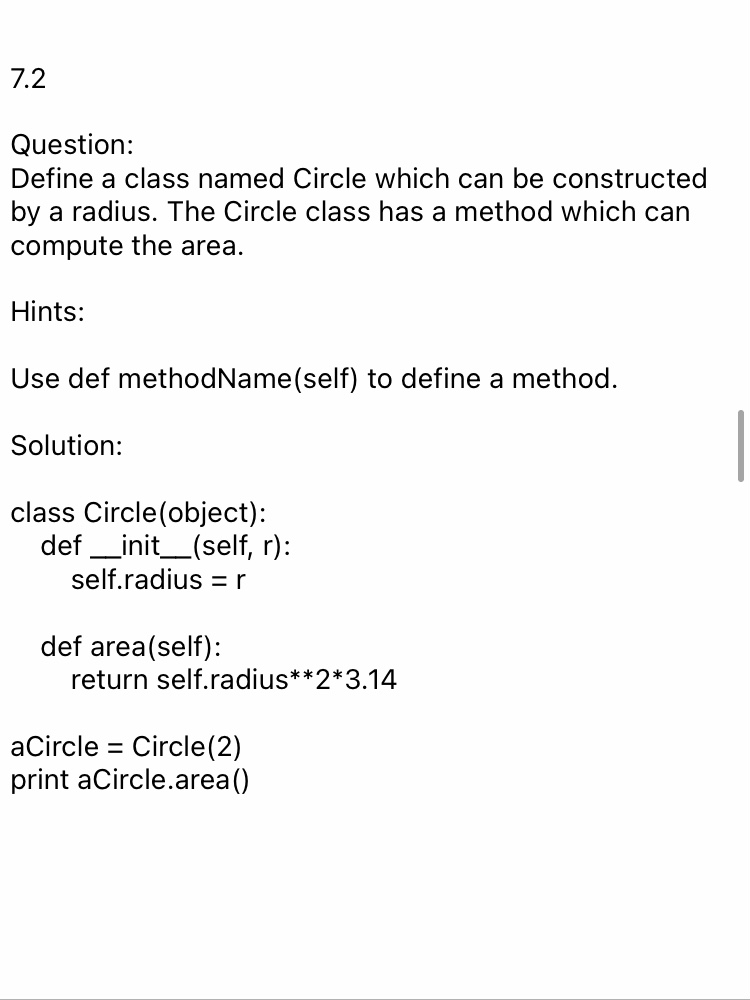 7.2
Question:
Define a class named Circle which can be constructed
by a radius. The Circle class has a method which can
compute the area.
Hints:
Use def methodName(self) to define a method.
Solution:
class Circle(object):
    def __init__(self, r):
        self.radius = r
    def area(self):
        return self.radius**2*3.14
aCircle = Circle(2)
print aCircle.area()